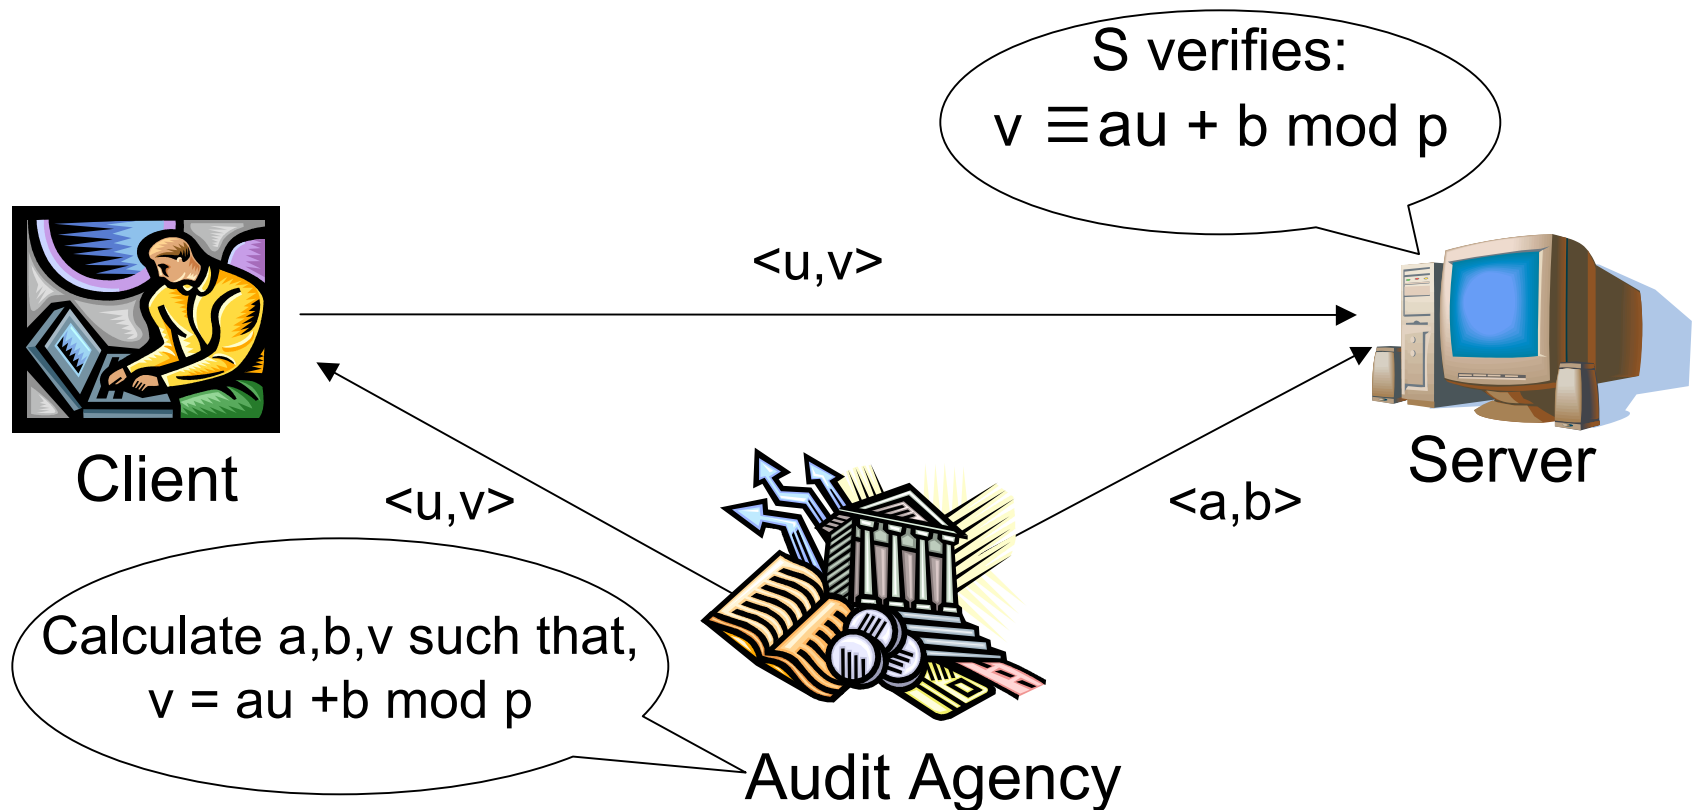 S verifies:
v ≡au + b mod p
<u,v>
Client
Server
<u,v>
<a,b>
Calculate a,b,v such that,
v = au +b mod p
Audit Agency